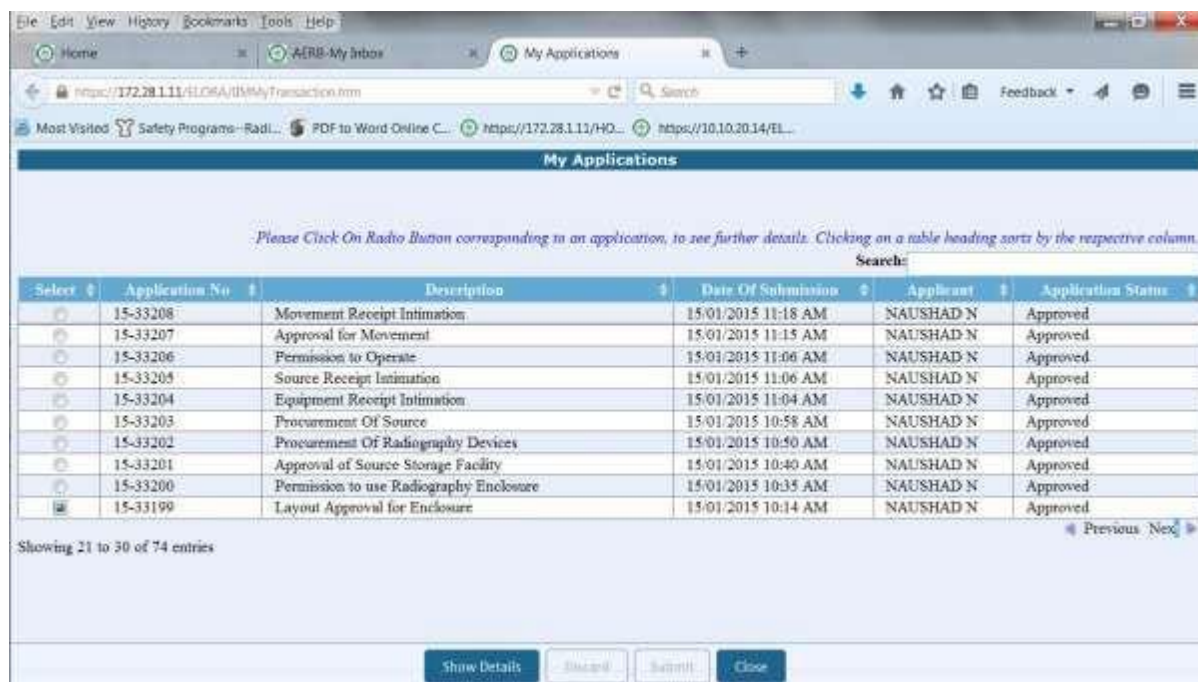 File Edit View History Bookmarks Tools Help
Home AERB-My Inbox My Applications
https://172.28.1.11/ELORA/IIMMyTransaction.htm Search Feedback
Most Visited Safety Programs--Radi... PDF to Word Online C... https://172.28.1.11/HO... https://10.10.20.14/EL...
My Applications
Please Click On Radio Button corresponding to an application, to see further details. Clicking on a table heading sorts by the respective column.
Search:
Select Application No Description Date Of Submission Applicant Application Status
15-33208 Movement Receipt Intimation 15/01/2015 11:18 AM NAUSHAD N Approved
15-33207 Approval for Movement 15/01/2015 11:15 AM NAUSHAD N Approved
15-33206 Permission to Operate 15/01/2015 11:06 AM NAUSHAD N Approved
15-33205 Source Receipt Intimation 15/01/2015 11:06 AM NAUSHAD N Approved
15-33204 Equipment Receipt Intimation 15/01/2015 11:04 AM NAUSHAD N Approved
15-33203 Procurement Of Source 15/01/2015 10:58 AM NAUSHAD N Approved
15-33202 Procurement Of Radiography Devices 15/01/2015 10:50 AM NAUSHAD N Approved
15-33201 Approval of Source Storage Facility 15/01/2015 10:40 AM NAUSHAD N Approved
15-33200 Permission to use Radiography Enclosure 15/01/2015 10:35 AM NAUSHAD N Approved
15-33199 Layout Approval for Enclosure 15/01/2015 10:14 AM NAUSHAD N Approved
Previous Next
Showing 21 to 30 of 74 entries
Show Details Discard Submit Close